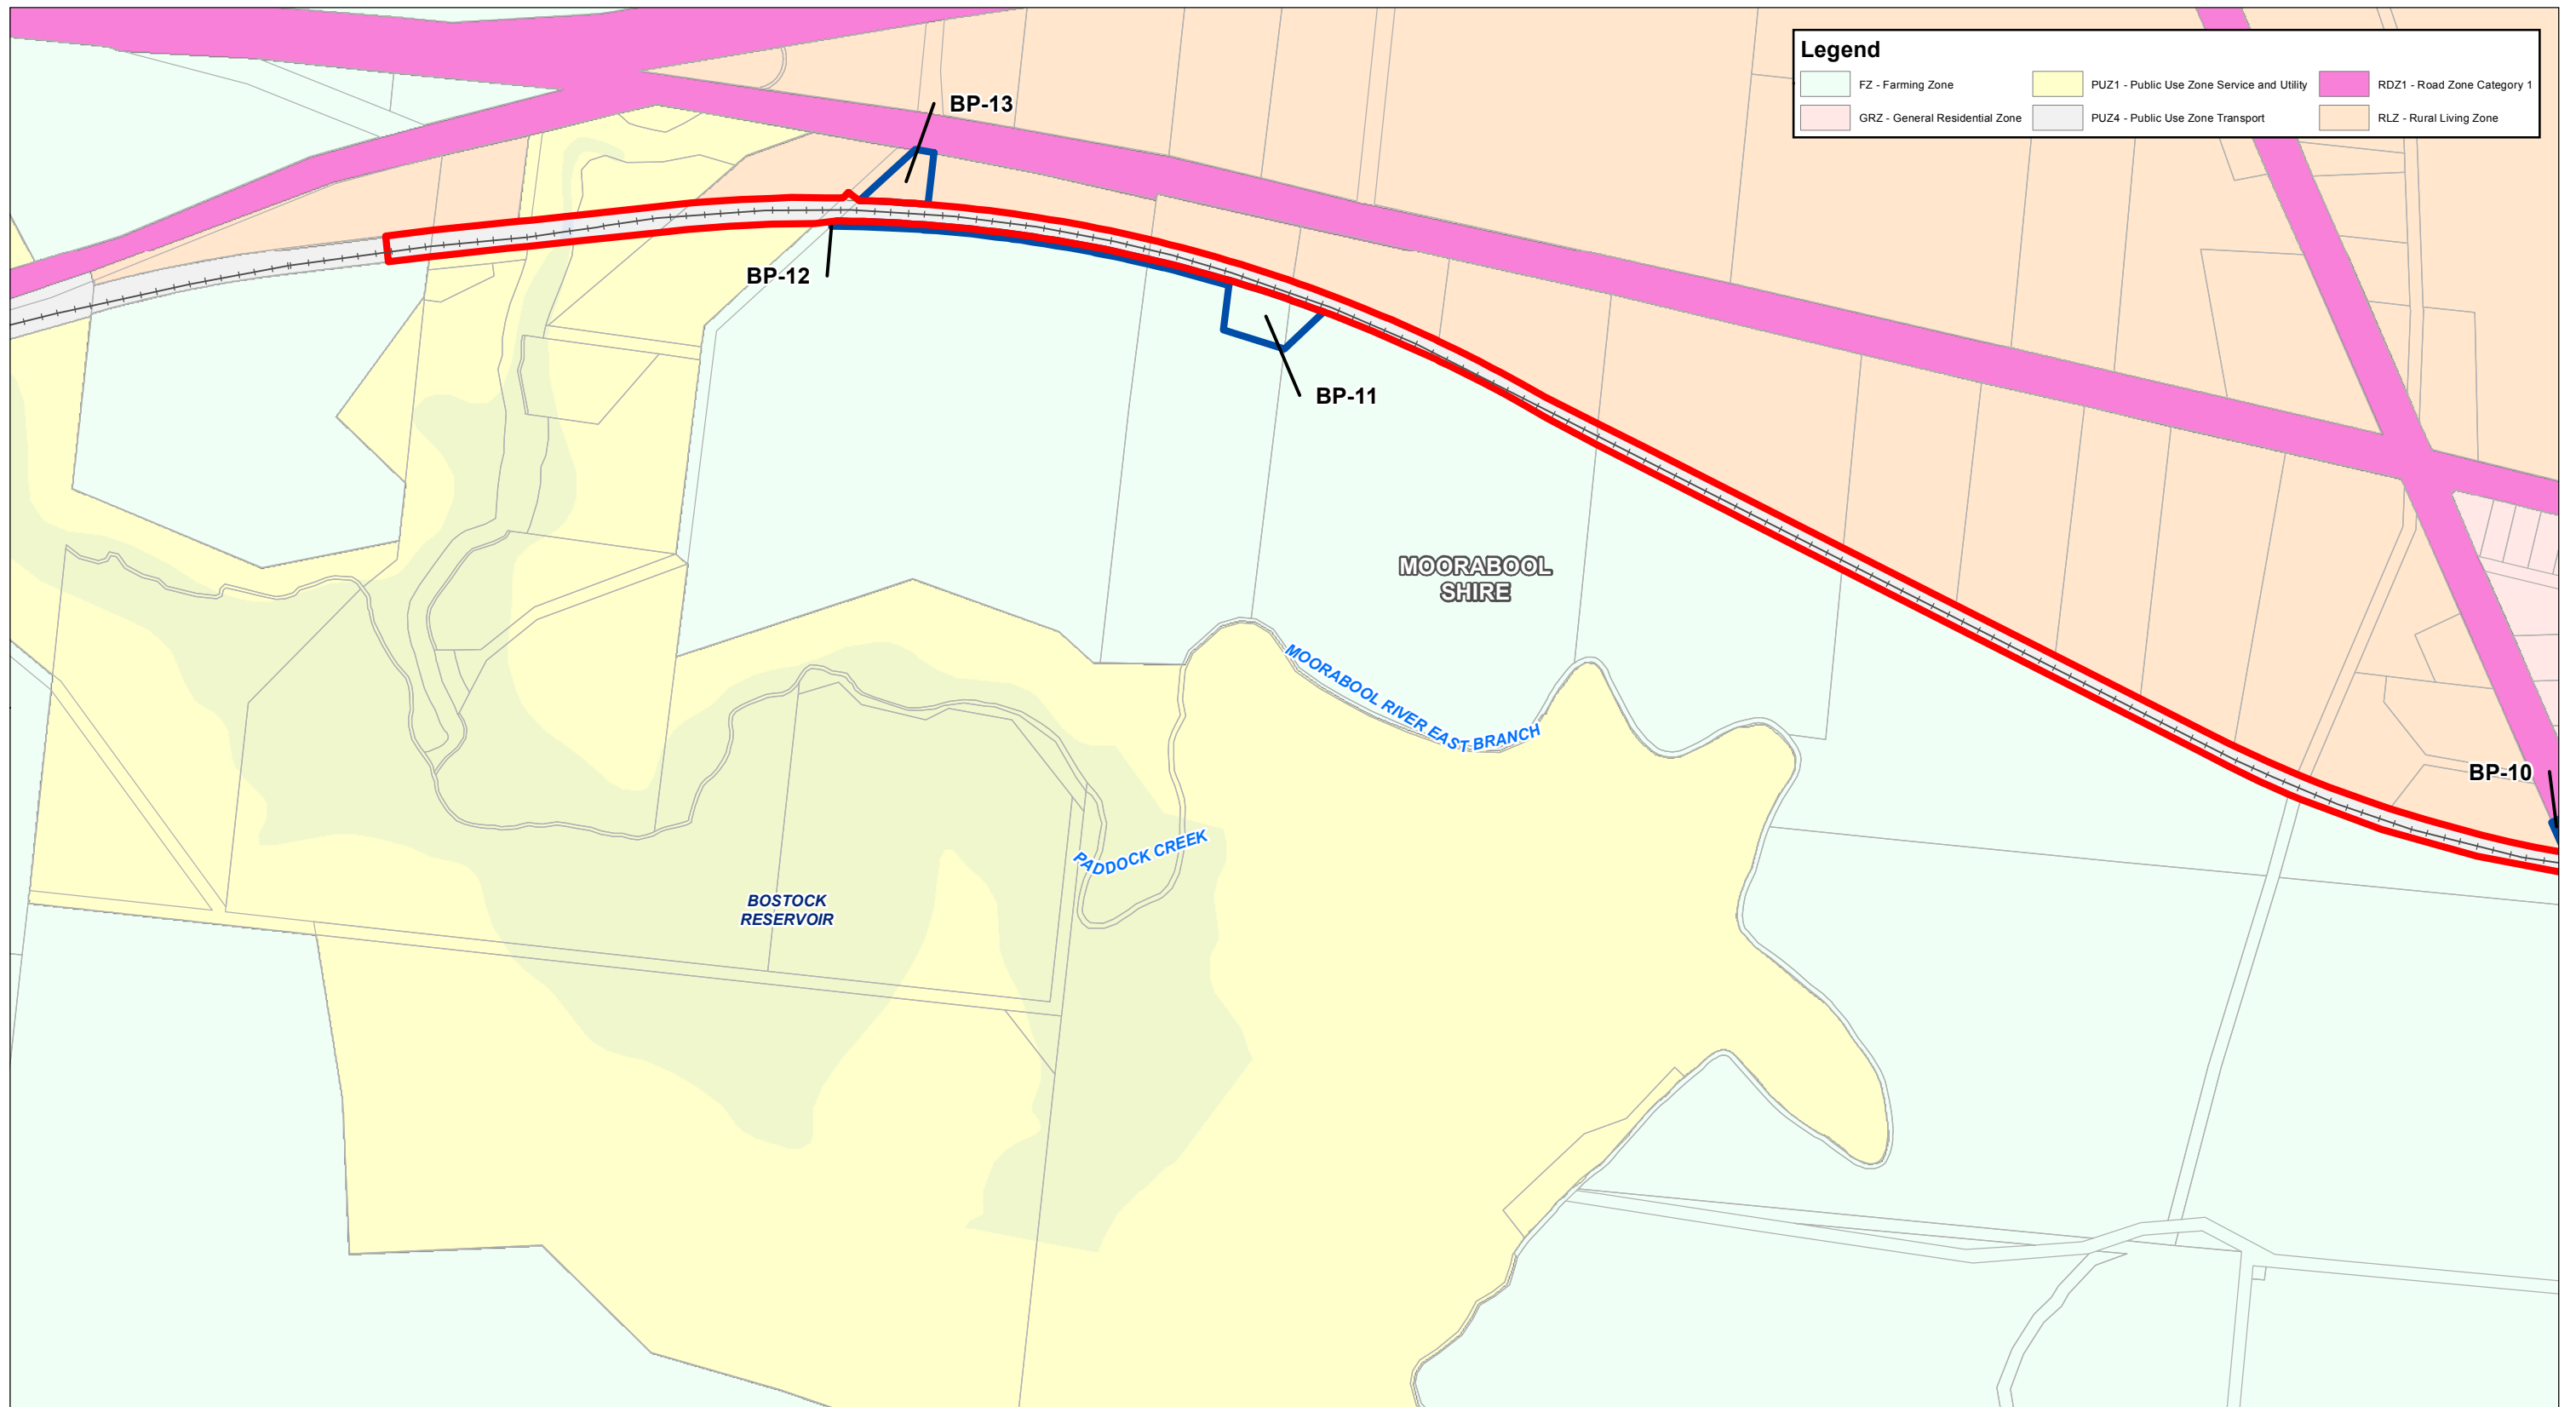 Legend
FZ - Farming Zone
PUZ1 - Public Use Zone Service and Utility
RDZ1 - Road Zone Category 1
GRZ - General Residential Zone
PUZ4 - Public Use Zone Transport
RLZ - Rural Living Zone
BP-13
BP-12
BP-11
MOORABOOL
SHIRE
MOORABOOL RIVER EAST BRANCH
BP-10
PADDOCK CREEK
BOSTOCK
RESERVOIR